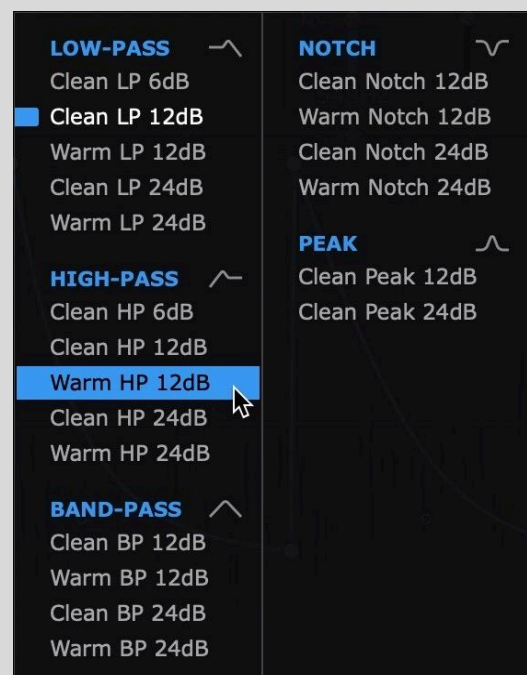 LOW-PASS
Clean LP 6dB
Clean LP 12dB
Warm LP 12dB
Clean LP 24dB
Warm LP 24dB
HIGH-PASS
Clean HP 6dB
Clean HP 12dB
Warm HP 12dB
Clean HP 24dB
Warm HP 24dB
BAND-PASS
Clean BP 12dB
Warm BP 12dB
Clean BP 24dB
Warm BP 24dB
NOTCH
Clean Notch 12dB
Warm Notch 12dB
Clean Notch 24dB
Warm Notch 24dB
PEAK
Clean Peak 12dB
Clean Peak 24dB